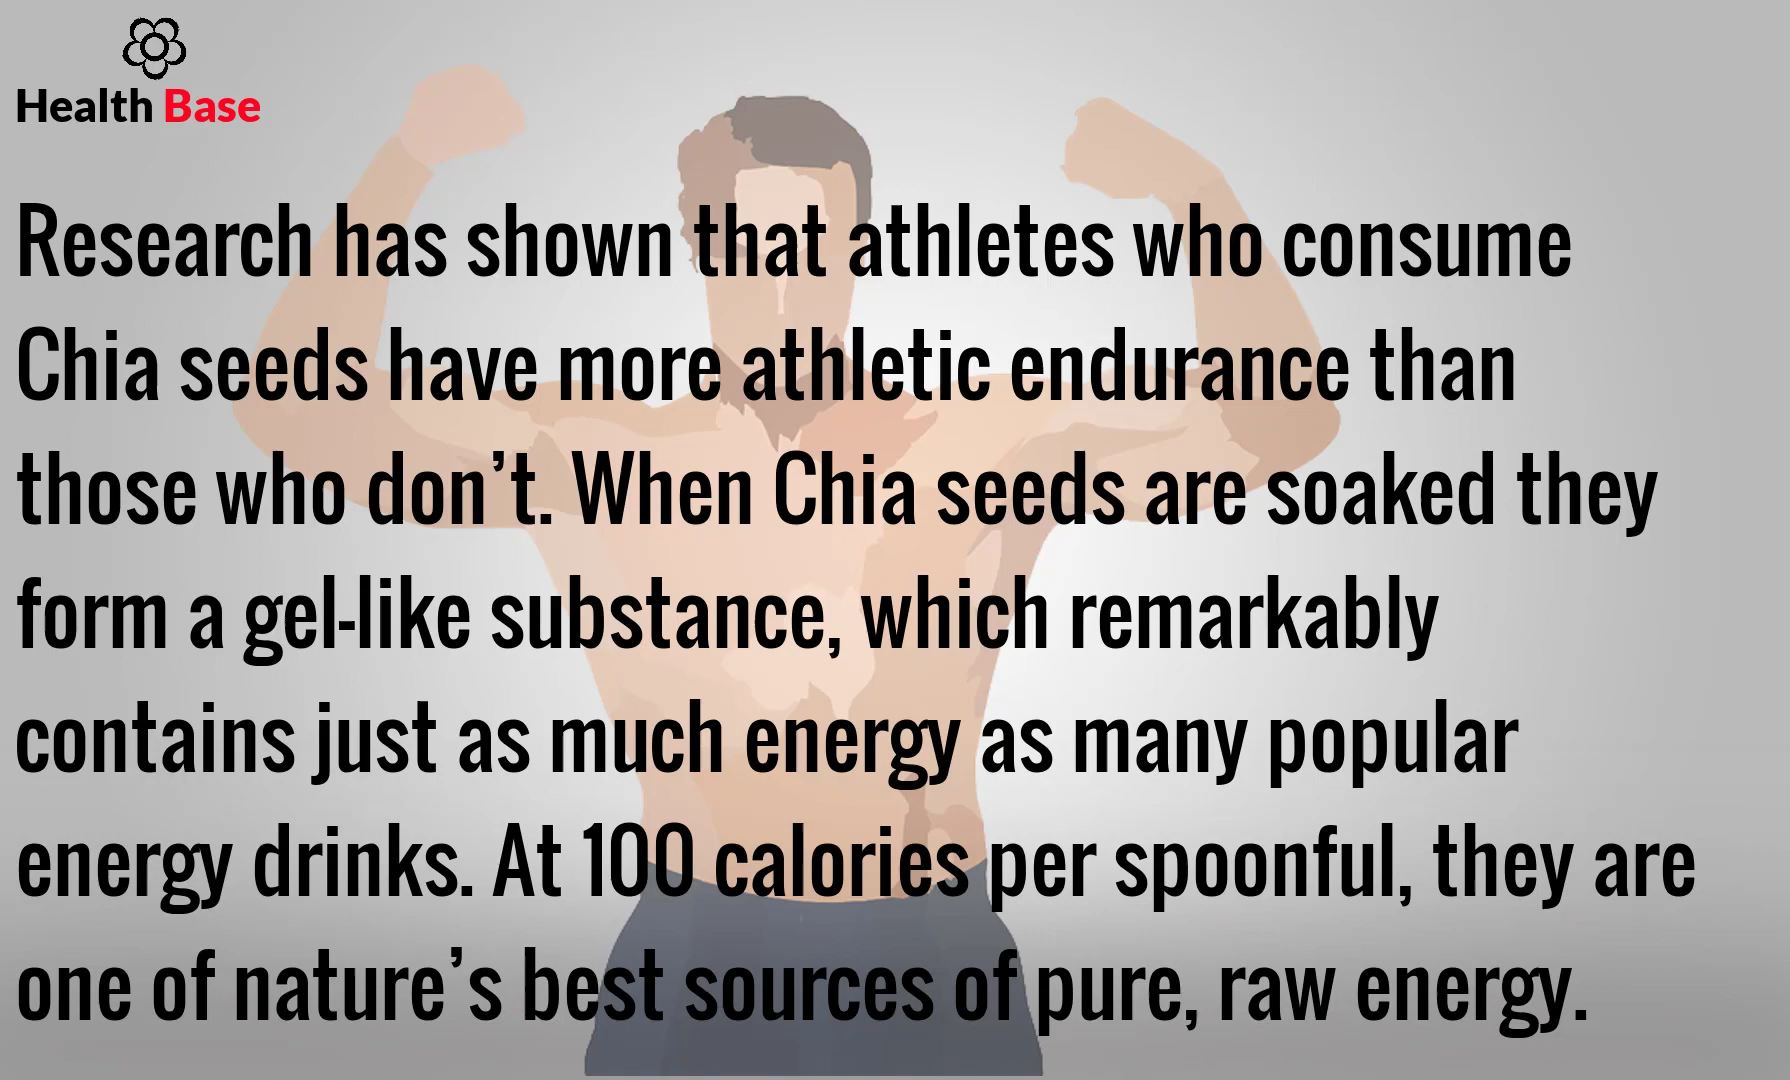 Health Base
Research has shown that athletes who consume
Chia seeds have more athletic endurance than
those who don’t. When Chia seeds are soaked they
form a gel-like substance, which remarkably
contains just as much energy as many popular
energy drinks. At 100 calories per spoonful, they are
one of nature’s best sources of pure, raw energy.